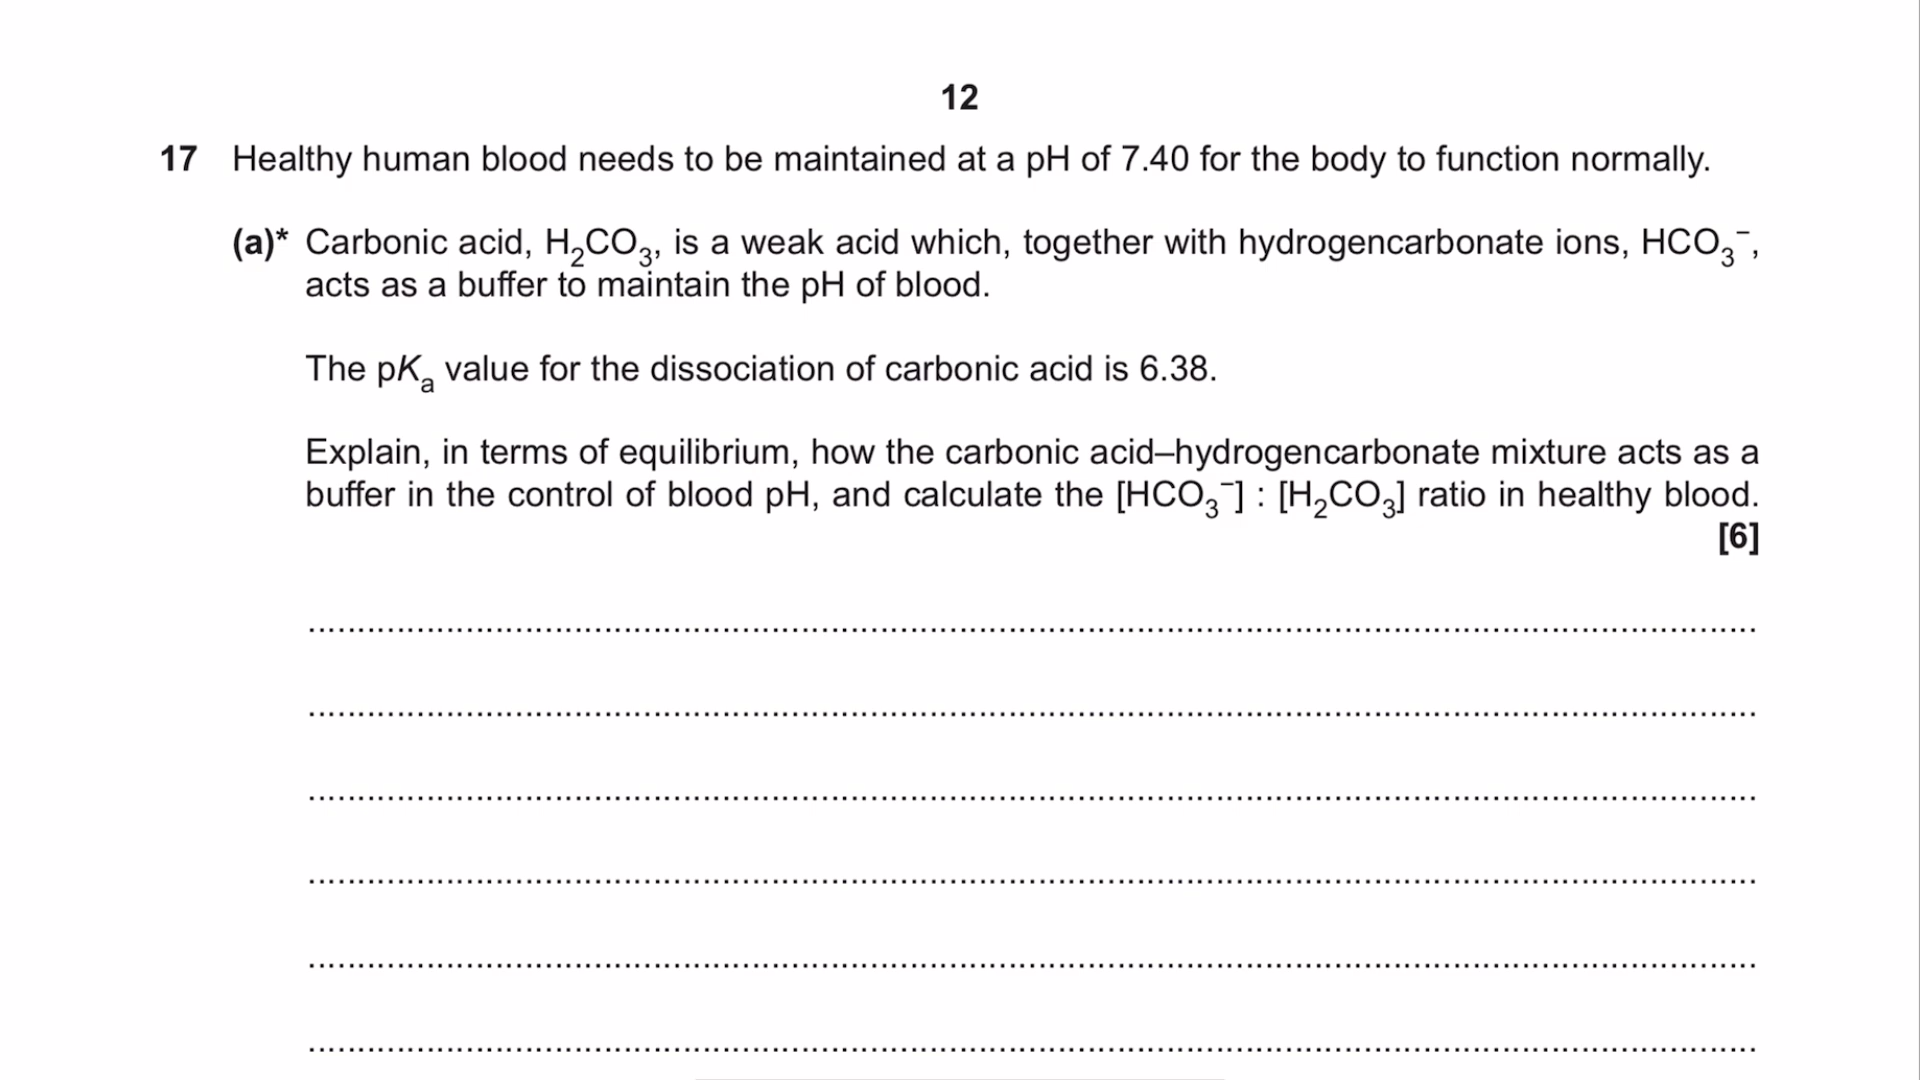 12
17 Healthy human blood needs to be maintained at a pH of 7.40 for the body to function normally.
(a)* Carbonic acid, H₂CO₃, is a weak acid which, together with hydrogencarbonate ions, HCO₃⁻,
acts as a buffer to maintain the pH of blood.
The pKₐ value for the dissociation of carbonic acid is 6.38.
Explain, in terms of equilibrium, how the carbonic acid–hydrogencarbonate mixture acts as a
buffer in the control of blood pH, and calculate the [HCO₃⁻] : [H₂CO₃] ratio in healthy blood.
[6]